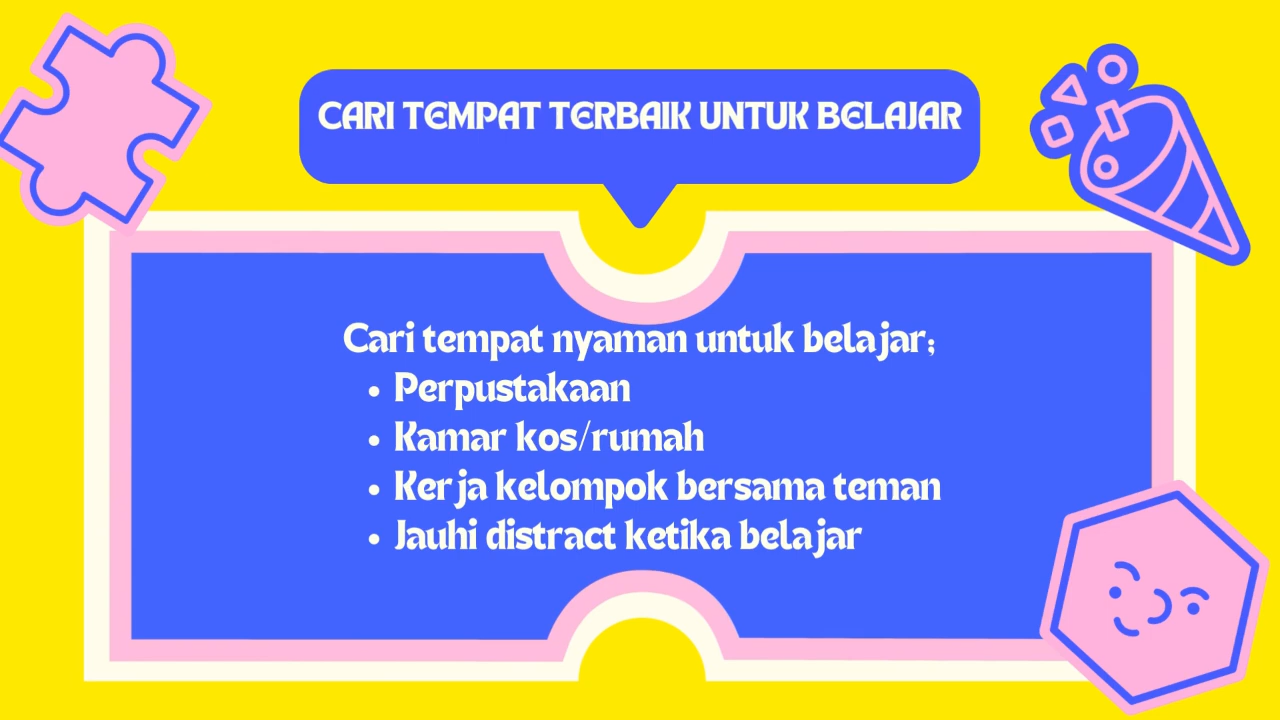 CARI TEMPAT TERBAIK UNTUK BELAJAR
Cari tempat nyaman untuk belajar;
• Perpustakaan
• Kamar kos/rumah
• Kerja kelompok bersama teman
• Jauhi distract ketika belajar